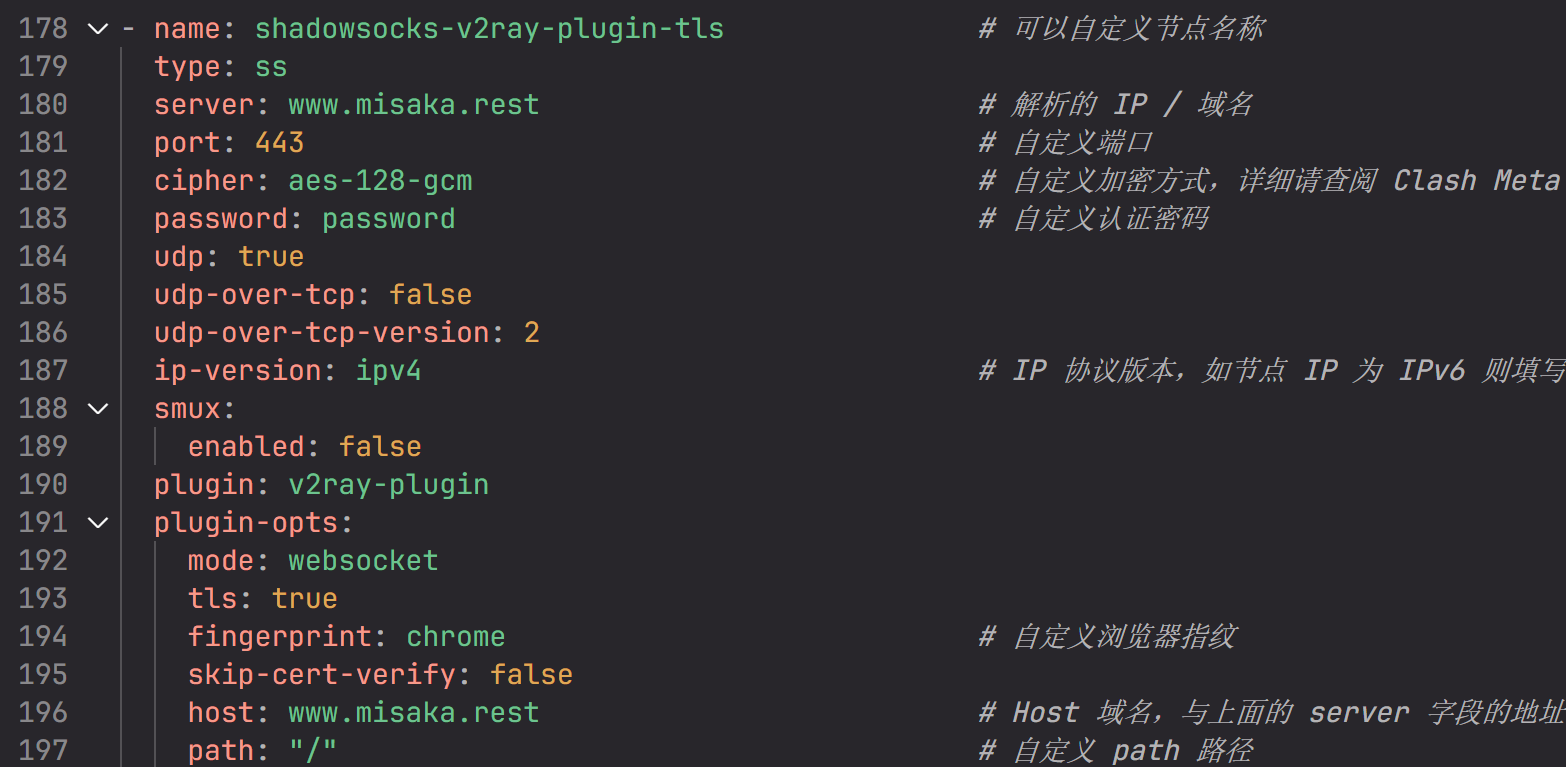 178 - name: shadowsocks-v2ray-plugin-tls # 可以自定义节点名称
179 type: ss
180 server: www.misaka.rest # 解析的 IP / 域名
181 port: 443 # 自定义端口
182 cipher: aes-128-gcm # 自定义加密方式，详细请查阅 Clash Meta
183 password: password # 自定义认证密码
184 udp: true
185 udp-over-tcp: false
186 udp-over-tcp-version: 2
187 ip-version: ipv4 # IP 协议版本，如节点 IP 为 IPv6 则填写
188 smux:
189 enabled: false
190 plugin: v2ray-plugin
191 plugin-opts:
192 mode: websocket
193 tls: true
194 fingerprint: chrome # 自定义浏览器指纹
195 skip-cert-verify: false
196 host: www.misaka.rest # Host 域名，与上面的 server 字段的地址
197 path: "/" # 自定义 path 路径